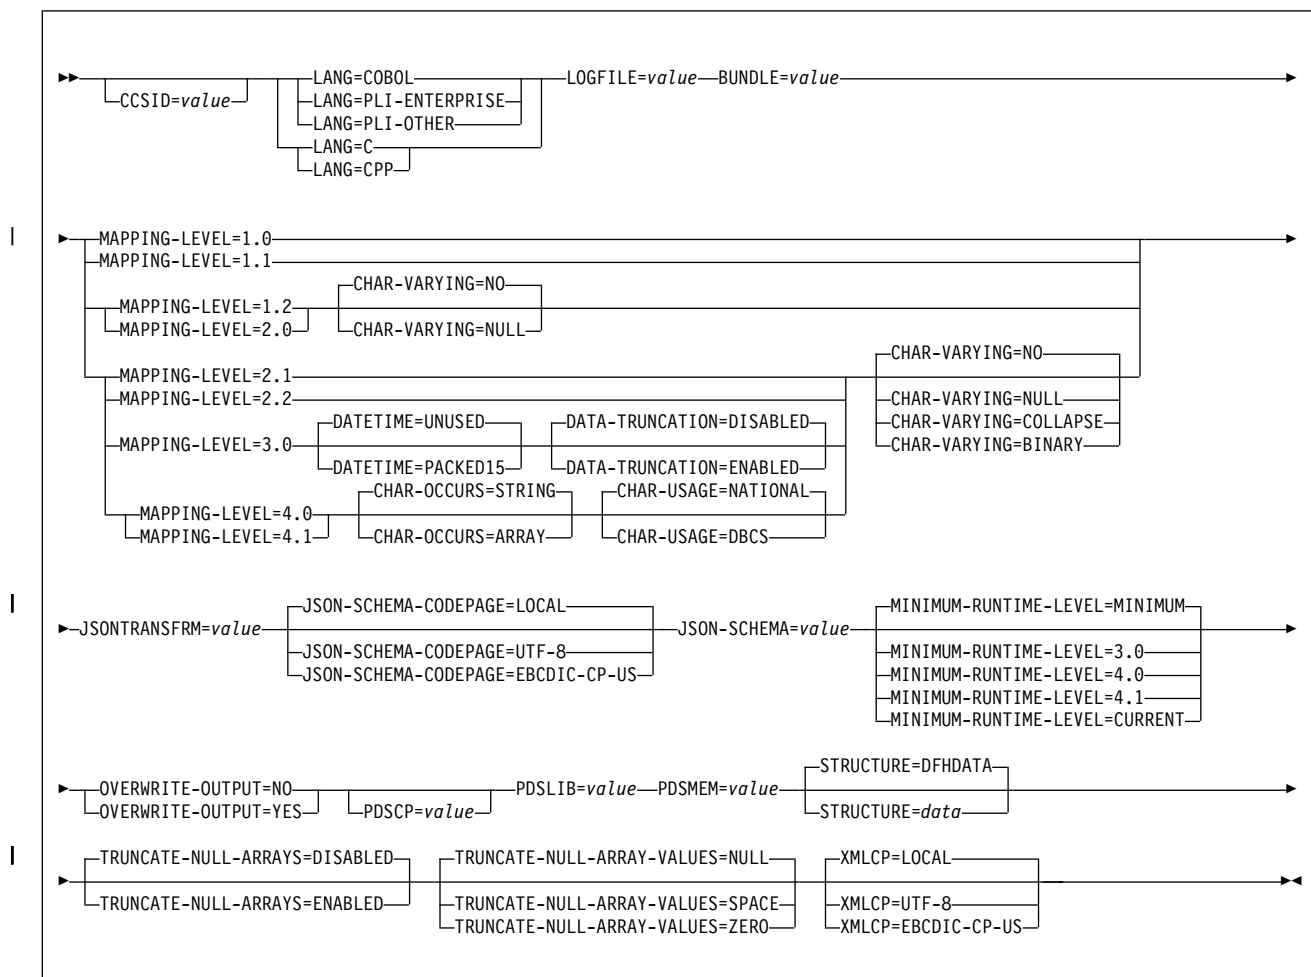 LANG=COBOL LOGFILE=value BUNDLE=value
CCSID=value LANG=PLI-ENTERPRISE
LANG=PLI-OTHER
LANG=C
LANG=CPP
MAPPING-LEVEL=1.0
MAPPING-LEVEL=1.1
CHAR-VARYING=NO
MAPPING-LEVEL=1.2
MAPPING-LEVEL=2.0 CHAR-VARYING=NULL
CHAR-VARYING=NO
MAPPING-LEVEL=2.1
MAPPING-LEVEL=2.2 CHAR-VARYING=NULL
DATETIME=UNUSED DATA-TRUNCATION=DISABLED CHAR-VARYING=COLLAPSE
MAPPING-LEVEL=3.0 CHAR-VARYING=BINARY
DATETIME=PACKED15 DATA-TRUNCATION=ENABLED
CHAR-OCCURS=STRING CHAR-USAGE=NATIONAL
MAPPING-LEVEL=4.0
MAPPING-LEVEL=4.1 CHAR-OCCURS=ARRAY CHAR-USAGE=DBCS
JSON-SCHEMA-CODEPAGE=LOCAL MINIMUM-RUNTIME-LEVEL=MINIMUM
JSONTRANSFRM=value JSON-SCHEMA=value
JSON-SCHEMA-CODEPAGE=UTF-8 MINIMUM-RUNTIME-LEVEL=3.0
JSON-SCHEMA-CODEPAGE=EBCDIC-CP-US MINIMUM-RUNTIME-LEVEL=4.0
MINIMUM-RUNTIME-LEVEL=4.1
MINIMUM-RUNTIME-LEVEL=CURRENT
STRUCTURE=DFHDATA
OVERWRITE-OUTPUT=NO PDSLIB=value PDSMEM=value
OVERWRITE-OUTPUT=YES PDSCP=value STRUCTURE=data
TRUNCATE-NULL-ARRAYS=DISABLED TRUNCATE-NULL-ARRAY-VALUES=NULL XMLCP=LOCAL
TRUNCATE-NULL-ARRAYS=ENABLED TRUNCATE-NULL-ARRAY-VALUES=SPACE XMLCP=UTF-8
TRUNCATE-NULL-ARRAY-VALUES=ZERO XMLCP=EBCDIC-CP-US